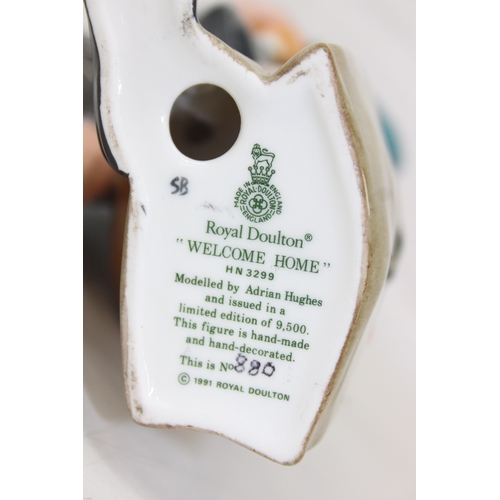 MADE IN ENGLAND
ROYAL DOULTON
ENGLAND
SB
Royal Doulton®
"WELCOME HOME"
HN 3299
Modelled by Adrian Hughes
and issued in a
limited edition of 9,500.
This figure is hand-made
and hand-decorated.
This is No 880
© 1991 ROYAL DOULTON